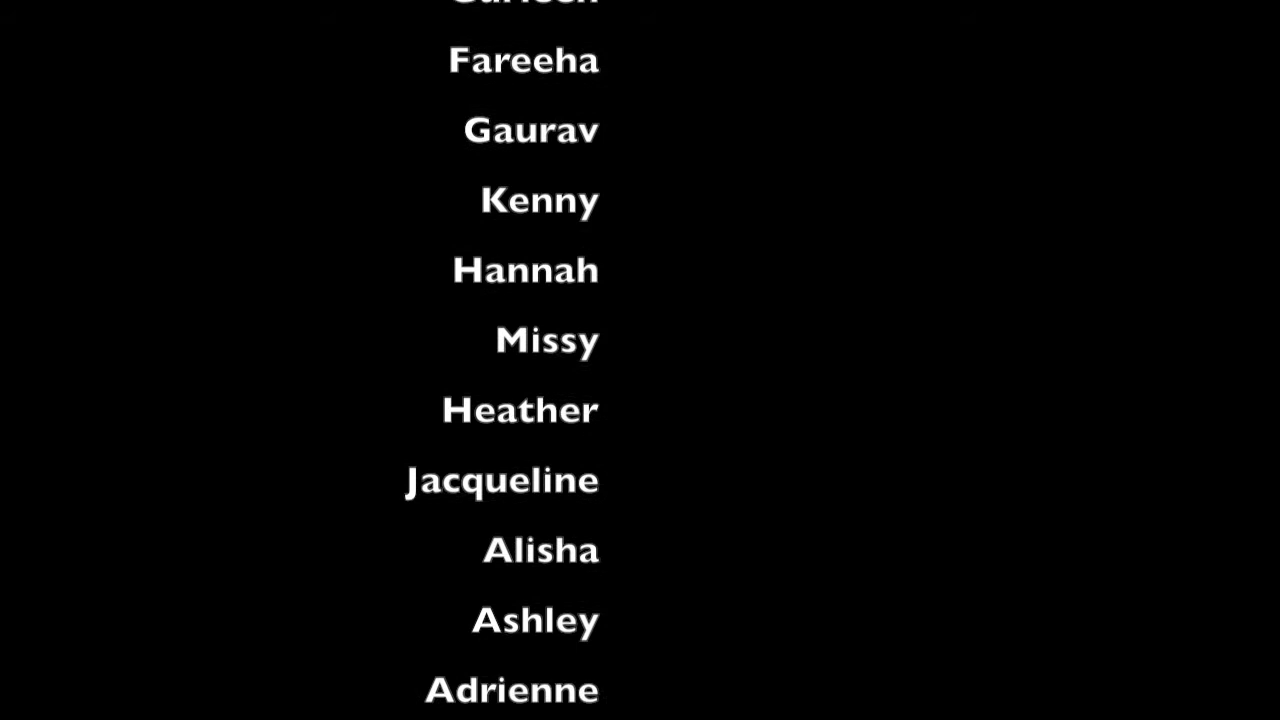 Fareeha
Gaurav
Kenny
Hannah
Missy
Heather
Jacqueline
Alisha
Ashley
Adrienne